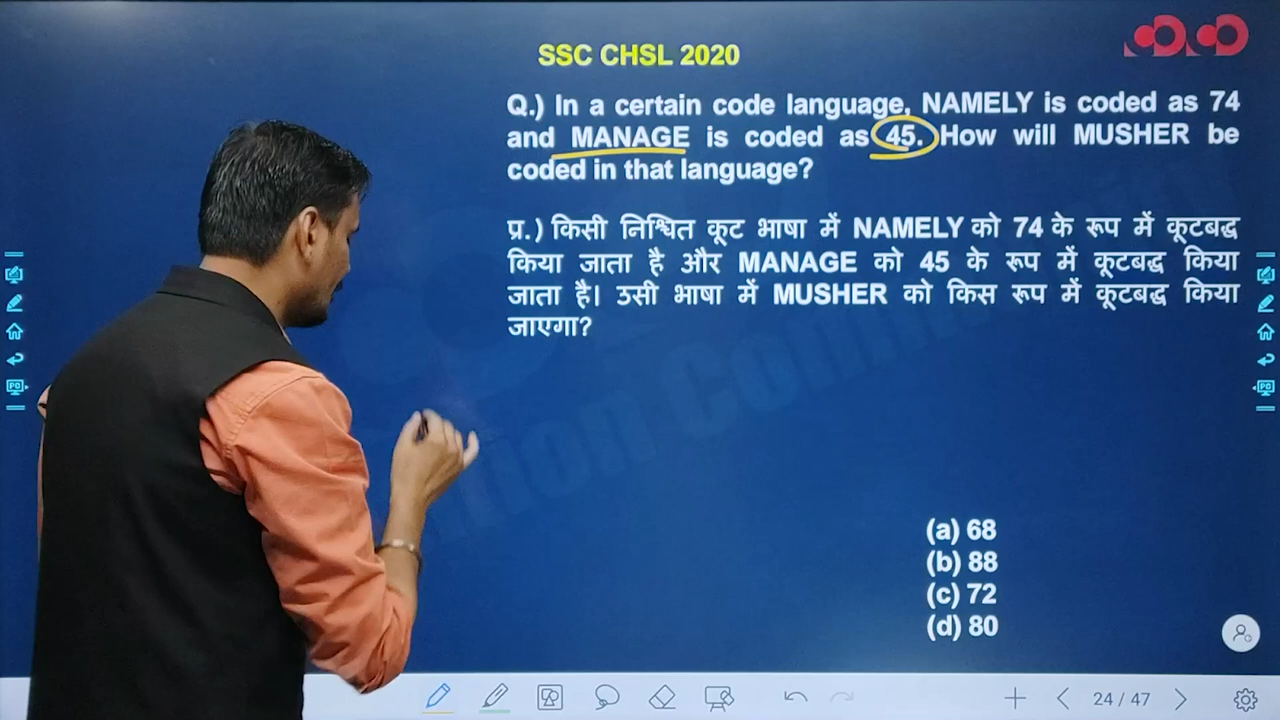 SSC CHSL 2020
Q.) In a certain code language, NAMELY is coded as 74
and MANAGE is coded as 45. How will MUSHER be
coded in that language?
प्र.) किसी निश्चित कूट भाषा में NAMELY को 74 के रूप में कूटबद्ध
किया जाता है और MANAGE को 45 के रूप में कूटबद्ध किया
जाता है। उसी भाषा में MUSHER को किस रूप में कूटबद्ध किया
जाएगा?
(a) 68
(b) 88
(c) 72
(d) 80
24 / 47